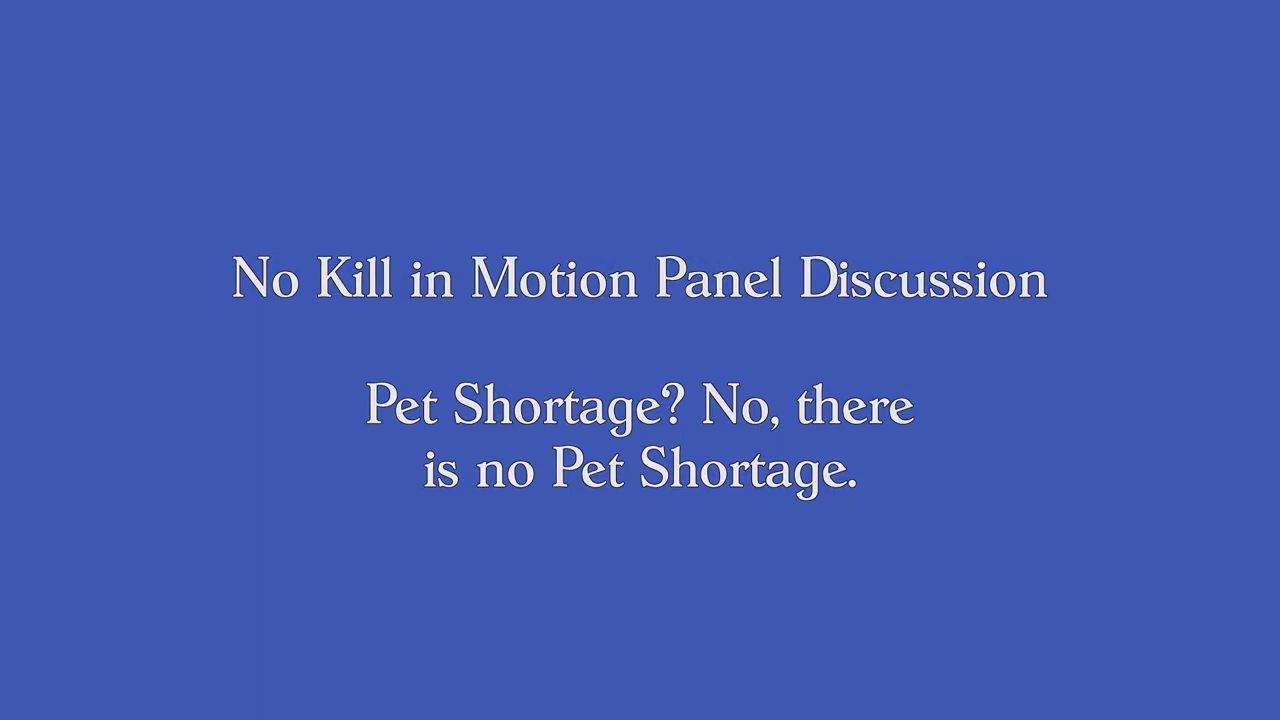 No Kill in Motion Panel Discussion
Pet Shortage? No, there
is no Pet Shortage.